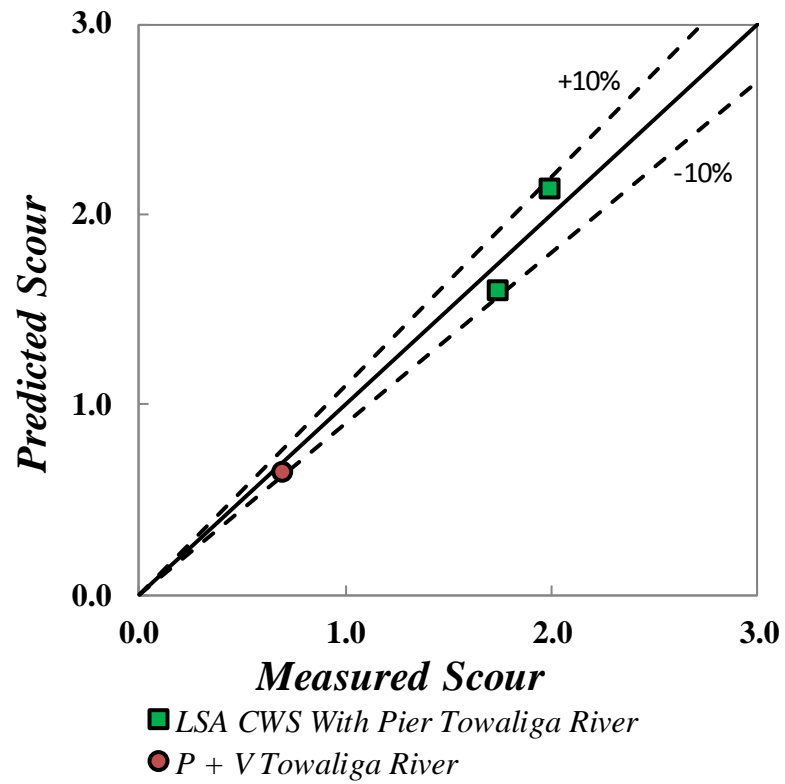 3.0
+10%
-10%
2.0
Predicted Scour
1.0
0.0
0.0 1.0 2.0 3.0
Measured Scour
LSA CWS With Pier Towaliga River
P + V Towaliga River